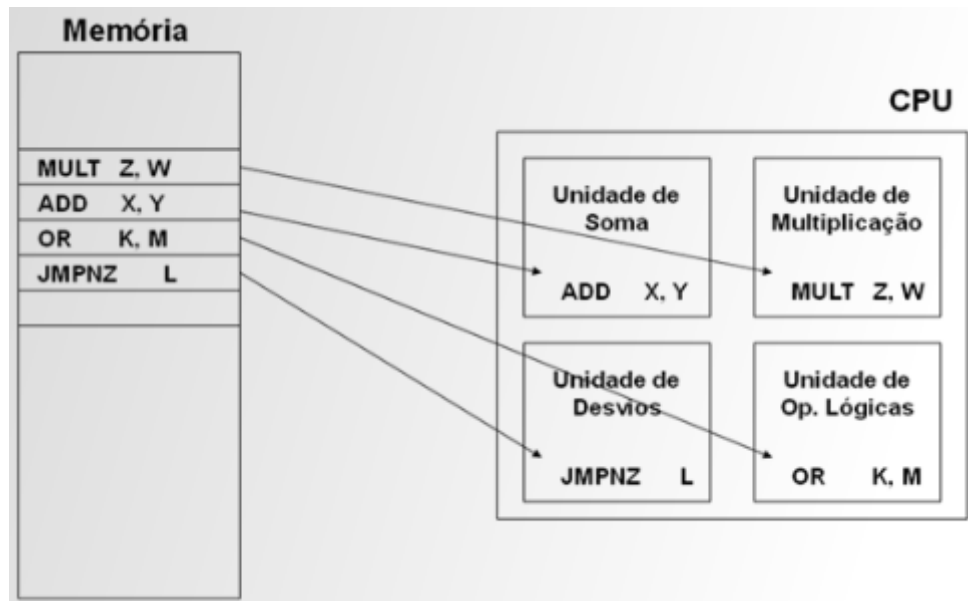 Memória
MULT Z, W
ADD X, Y
OR K, M
JMPNZ L
CPU
Unidade de
Soma
ADD X, Y
Unidade de
Multiplicação
MULT Z, W
Unidade de
Desvios
JMPNZ L
Unidade de
Op. Lógicas
OR K, M